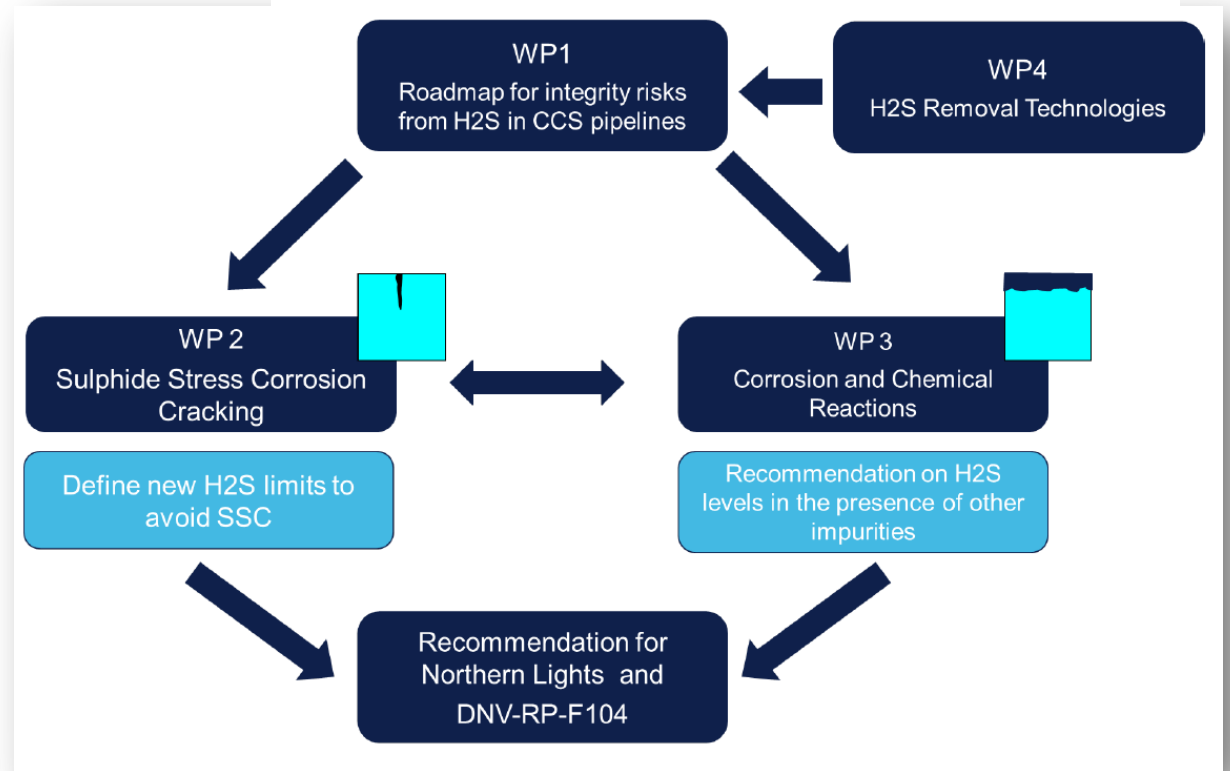 WP1
Roadmap for integrity risks
from H2S in CCS pipelines
WP4
H2S Removal Technologies
WP 2
Sulphide Stress Corrosion
Cracking
WP 3
Corrosion and Chemical
Reactions
Define new H2S limits to
avoid SSC
Recommendation on H2S
levels in the presence of other
impurities
Recommendation for
Northern Lights and
DNV-RP-F104